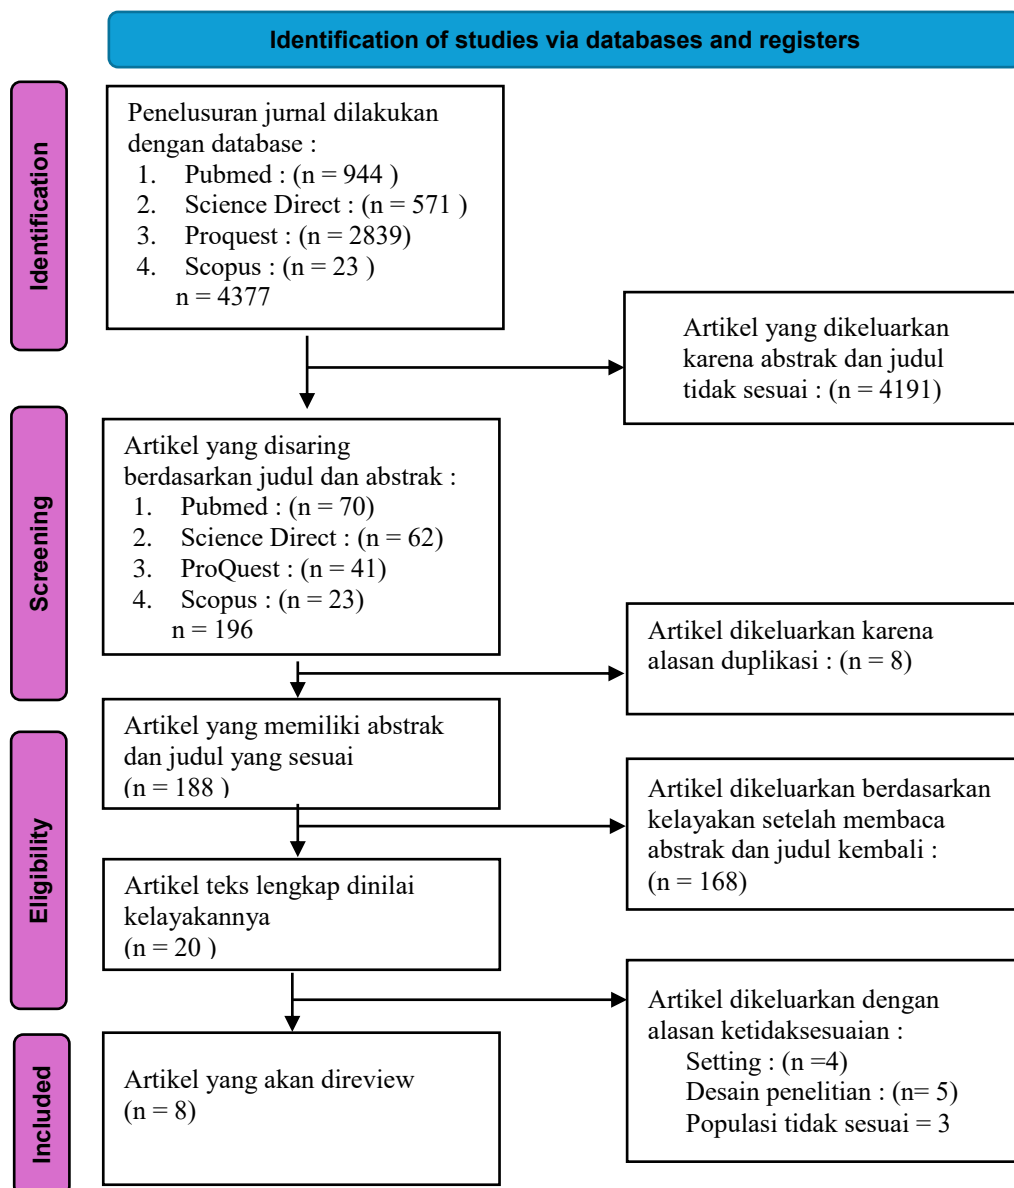 Identification of studies via databases and registers
Identification
Penelusuran jurnal dilakukan
dengan database :
1. Pubmed : (n = 944 )
2. Science Direct : (n = 571 )
3. Proquest : (n = 2839)
4. Scopus : (n = 23 )
n = 4377
Artikel yang dikeluarkan
karena abstrak dan judul
tidak sesuai : (n = 4191)
Screening
Artikel yang disaring
berdasarkan judul dan abstrak :
1. Pubmed : (n = 70)
2. Science Direct : (n = 62)
3. ProQuest : (n = 41)
4. Scopus : (n = 23)
n = 196
Artikel dikeluarkan karena
alasan duplikasi : (n = 8)
Eligibility
Artikel yang memiliki abstrak
dan judul yang sesuai
(n = 188 )
Artikel dikeluarkan berdasarkan
kelayakan setelah membaca
abstrak dan judul kembali :
(n = 168)
Artikel teks lengkap dinilai
kelayakannya
(n = 20 )
Artikel dikeluarkan dengan
alasan ketidaksesuaian :
Setting : (n =4)
Desain penelitian : (n= 5)
Populasi tidak sesuai = 3
Included
Artikel yang akan direview
(n = 8)